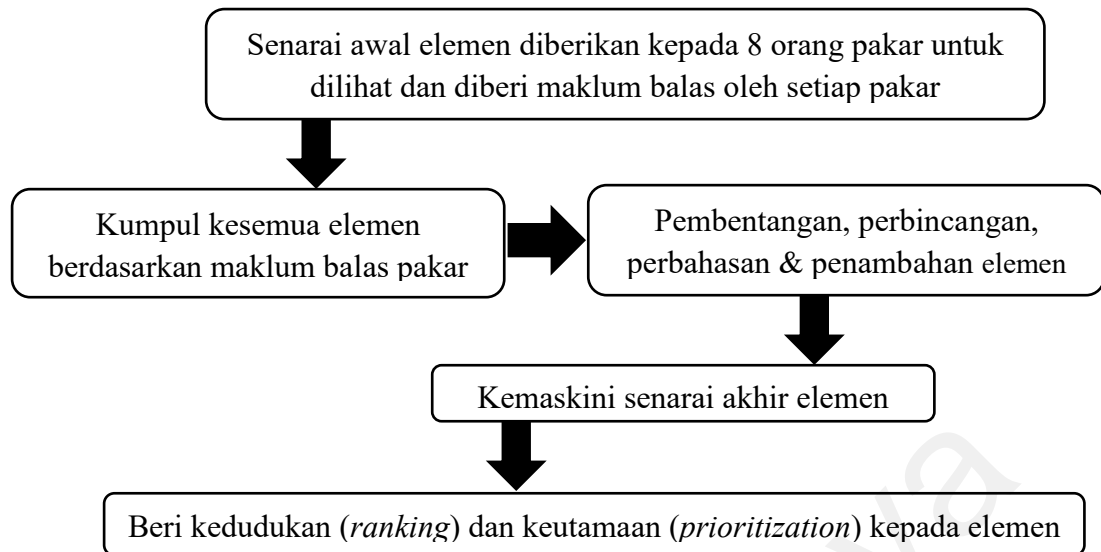 Senarai awal elemen diberikan kepada 8 orang pakar untuk
dilihat dan diberi maklum balas oleh setiap pakar
Kumpul kesemua elemen
berdasarkan maklum balas pakar
Pembentangan, perbincangan,
perbahasan & penambahan elemen
Kemaskini senarai akhir elemen
Beri kedudukan (ranking) dan keutamaan (prioritization) kepada elemen
ya